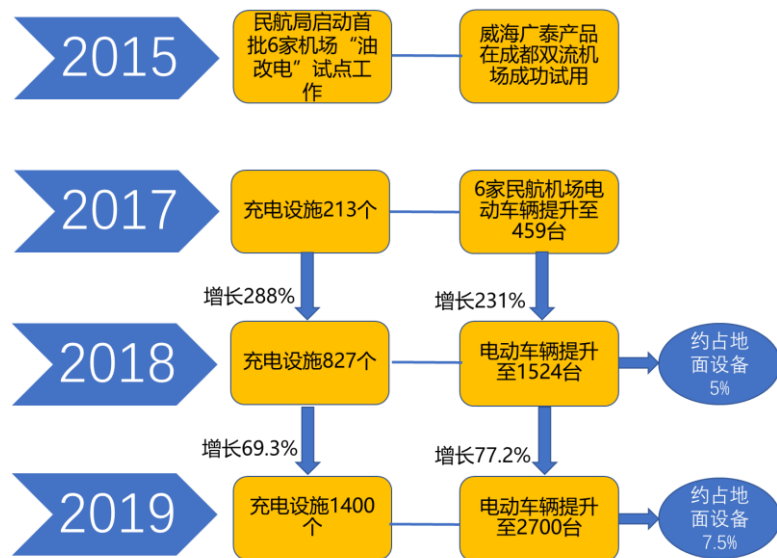 2015
民航局启动首
批6家机场“油
改电”试点工
作
威海广泰产品
在成都双流机
场成功试用
2017
充电设施213个
6家民航机场电
动车辆提升至
459台
增长288%
增长231%
2018
充电设施827个
电动车辆提升
至1524台
约占地
面设备
5%
增长69.3%
增长77.2%
2019
充电设施1400
个
电动车辆提升
至2700台
约占地
面设备
7.5%